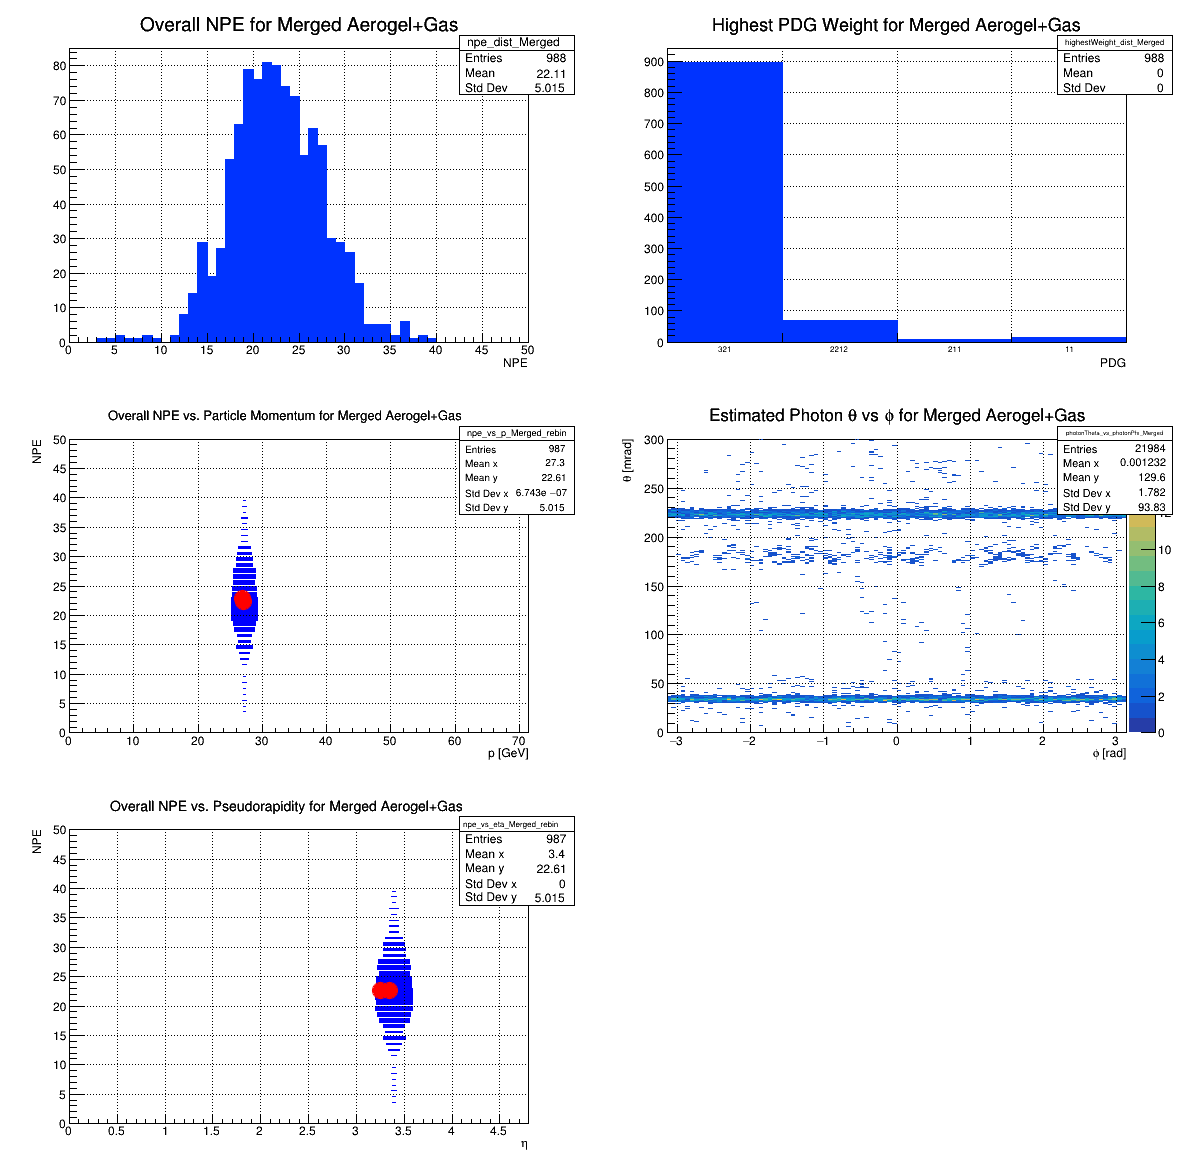 Overall NPE for Merged Aerogel+Gas
npe_dist_Merged
Entries 988
Mean 22.11
Std Dev 5.015
80
70
60
50
40
30
20
10
0
0 5 10 15 20 25 30 35 40 45 50
NPE
Highest PDG Weight for Merged Aerogel+Gas
highestWeight_dist_Merged
Entries 988
Mean 0
Std Dev 0
900
800
700
600
500
400
300
200
100
0
321 2212 211 11
PDG
Overall NPE vs. Particle Momentum for Merged Aerogel+Gas
npe_vs_p_Merged_rebin
Entries 987
Mean x 27.3
Mean y 22.61
Std Dev x 6.743e −07
Std Dev y 5.015
NPE
50
45
40
35
30
25
20
15
10
5
0
0 10 20 30 40 50 60 70
p [GeV]
Estimated Photon θ vs ϕ for Merged Aerogel+Gas
photonTheta_vs_photonPhi_Merged
Entries 21984
Mean x 0.001232
Mean y 129.6
Std Dev x 1.782
Std Dev y 93.83
θ [mrad]
300
250
200
150
100
50
0
−3 −2 −1 0 1 2 3
ϕ [rad]
10
8
6
4
2
0
Overall NPE vs. Pseudorapidity for Merged Aerogel+Gas
npe_vs_eta_Merged_rebin
Entries 987
Mean x 3.4
Mean y 22.61
Std Dev x 0
Std Dev y 5.015
NPE
50
45
40
35
30
25
20
15
10
5
0
0 0.5 1 1.5 2 2.5 3 3.5 4 4.5
η